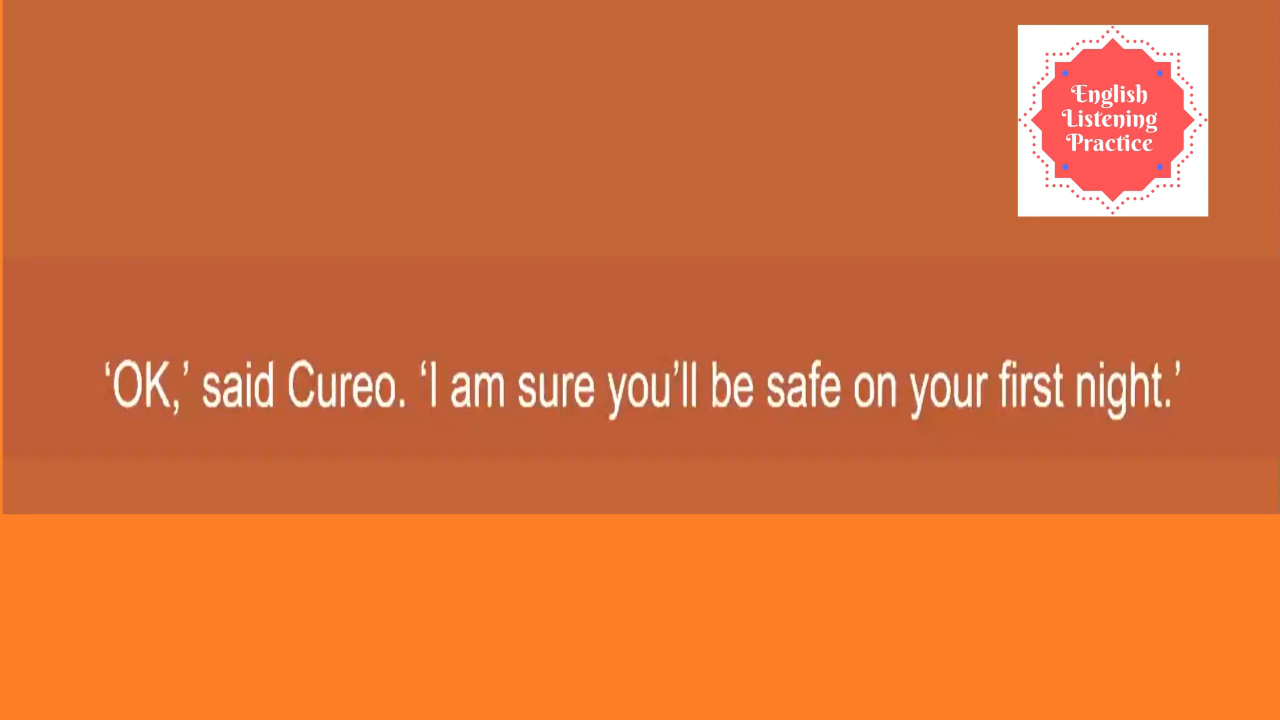 English
Listening
Practice
‘OK,’ said Cureo. ‘I am sure you’ll be safe on your first night.’